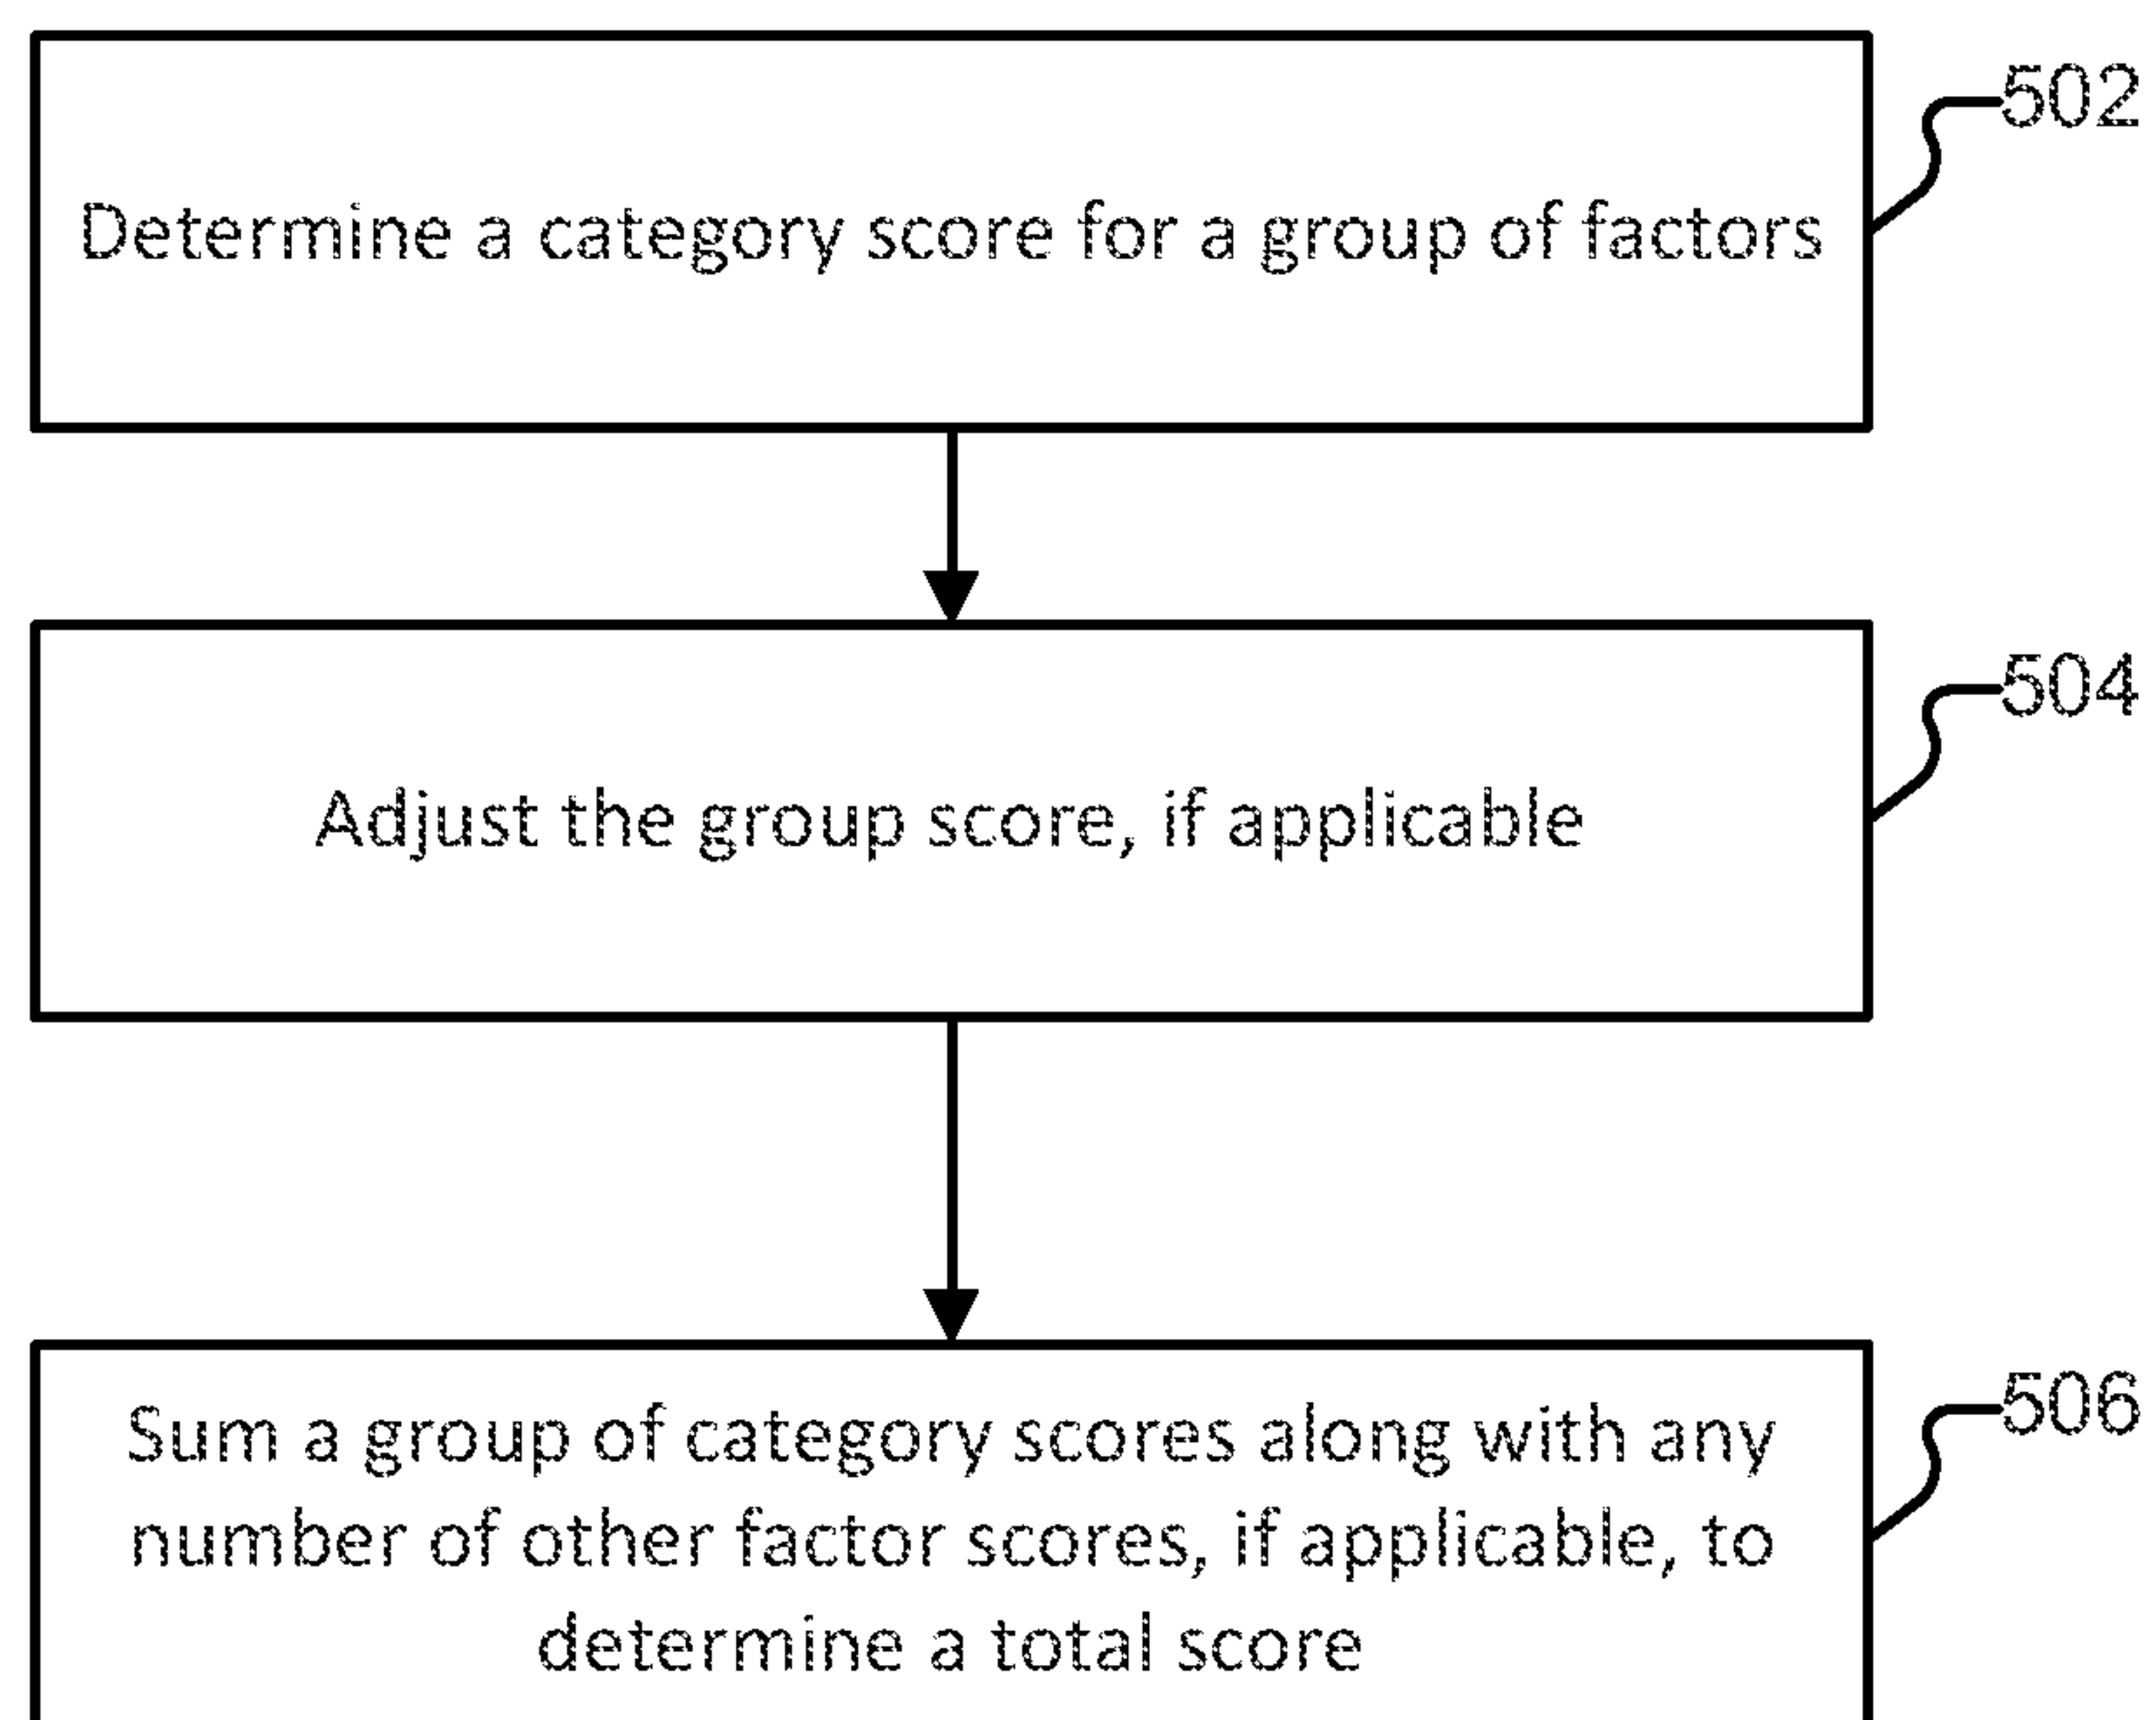 502
Determine a category score for a group of factors
504
Adjust the group score, if applicable
506
Sum a group of category scores along with any
number of other factor scores, if applicable, to
determine a total score